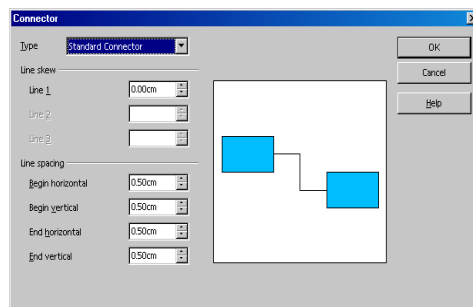 Connector
Type Standard Connector
OK
Cancel
Help
Line skew
Line 1 0.00cm
Line 2
Line 3
Line spacing
Begin horizontal 0.50cm
Begin vertical 0.50cm
End horizontal 0.50cm
End vertical 0.50cm